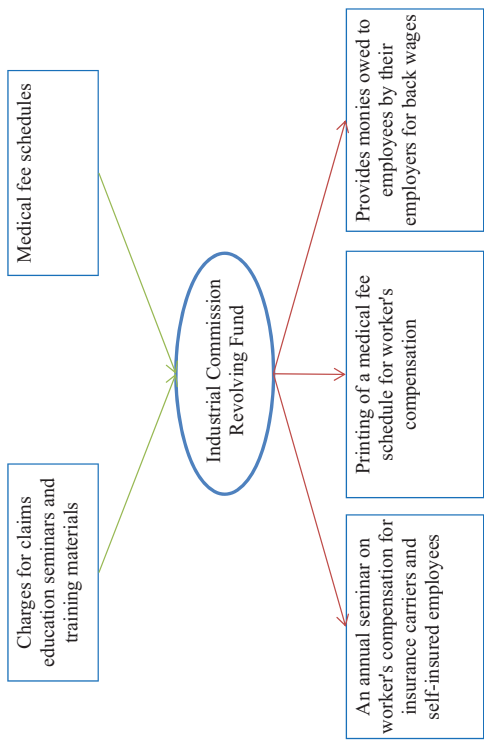 Charges for claims
education seminars and
training materials
Medical fee schedules
Industrial Commission
Revolving Fund
An annual seminar on
worker's compensation for
insurance carriers and
self-insured employees
Printing of a medical fee
schedule for worker's
compensation
Provides monies owed to
employees by their
employers for back wages